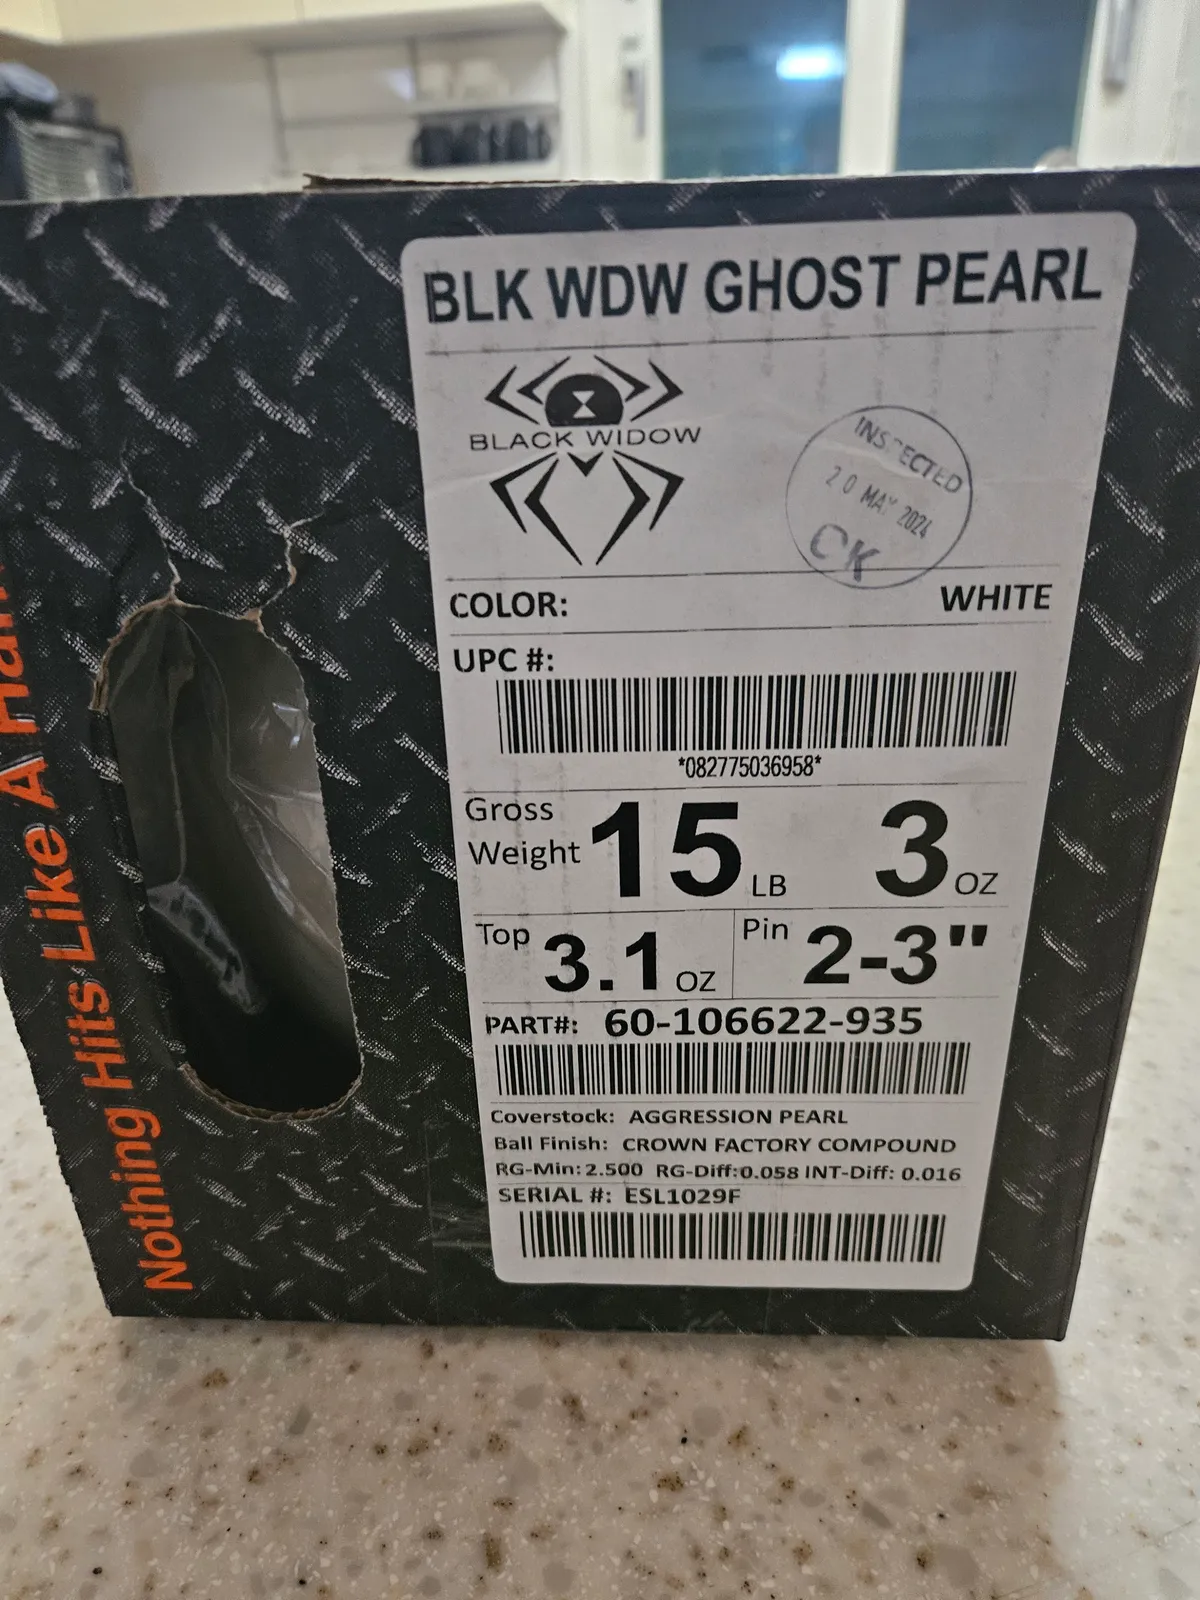 BLK WDW GHOST PEARL
BLACK WIDOW
INSPECTED
20 MAY 2024
OK
COLOR: WHITE
UPC #:
*082775036958*
Gross Weight 15 LB 3 OZ
Top 3.1 OZ Pin 2-3"
PART#: 60-106622-935
Coverstock: AGGRESSION PEARL
Ball Finish: CROWN FACTORY COMPOUND
RG-Min: 2.500 RG-Diff:0.058 INT-Diff: 0.016
SERIAL #: ESL1029F
Nothing Hits Like A